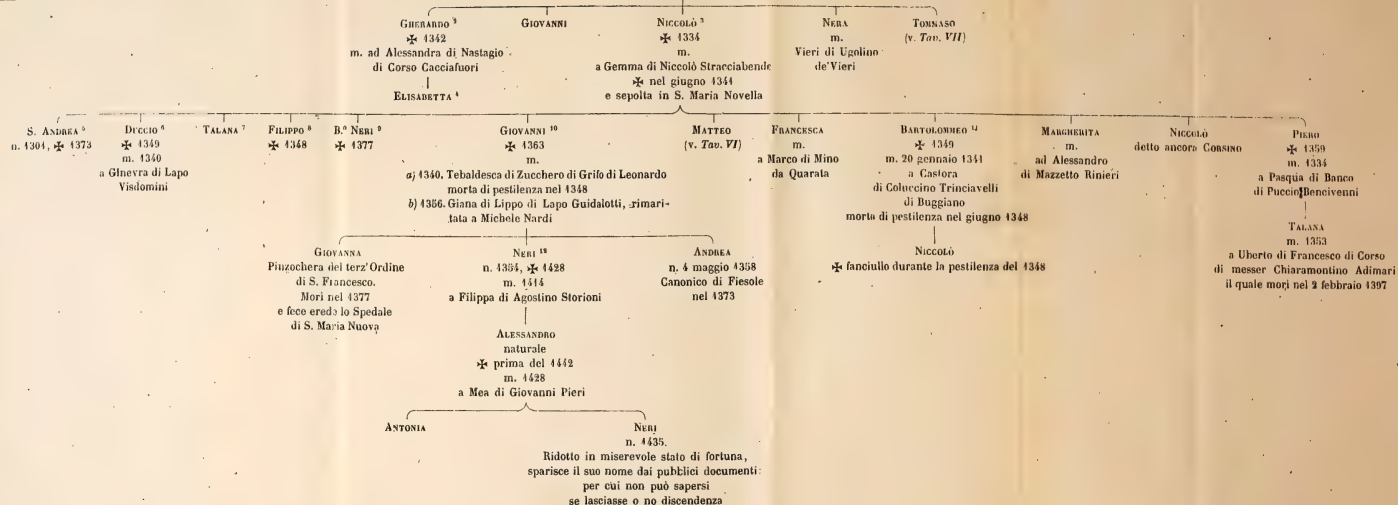 GHERARDO ²
✠ 1342
m. ad Alessandra di Nastagio
di Corso Cacciafuori
ELISABETTA ⁴
GIOVANNI
NICCOLÒ ³
✠ 1334
m.
a Gemma di Niccolò Stracciabende
✠ nel giugno 1341
e sepolta in S. Maria Novella
NERA
m.
Vieri di Ugolino
de'Vieri
TOMMASO
(v. Tav. VII)
S. ANDREA ⁵
n. 1301, ✠ 1373
DUCCIO ⁶
✠ 1349
m. 1340
a Ginevra di Lapo
Visdomini
TALANA ⁷
FILIPPO ⁸
✠ 1348
B.° NERI ⁹
✠ 1377
GIOVANNI ¹⁰
✠ 1363
m.
a) 1340. Tebaldesca di Zucchero di Grifo di Leonardo
morta di pestilenza nel 1348
b) 1356. Giana di Lippo di Lapo Guidalotti, rimari-
tata a Michele Nardi
MATTEO
(v. Tav. VI)
FRANCESCA
m.
a Marco di Mino
da Quarata
BARTOLOMMEO ¹¹
✠ 1349
m. 20 gennaio 1341
a Castora
di Coluccino Trinciavelli
di Buggiano
morta di pestilenza nel giugno 1348
MARGHERITA
m.
ad Alessandro
di Mazzetto Rinieri
NICCOLÒ
detto ancora CORSINO
PIERO
✠ 1359
m. 1334
a Pasqua di Banco
di Puccio Bencivenni
GIOVANNA
Pinzochera del terz'Ordine
di S. Francesco.
Morì nel 1377
e fece erede lo Spedale
di S. Maria Nuova
NERI ¹²
n. 1354, ✠ 1428
m. 1414
a Filippa di Agostino Storioni
ANDREA
n. 4 maggio 1358
Canonico di Fiesole
nel 1373
NICCOLÒ
✠ fanciullo durante la pestilenza del 1348
TALANA
m. 1353
a Uberto di Francesco di Corso
di messer Chiaramontino Adimari
il quale morì nel 2 febbraio 1397
ALESSANDRO
naturale
✠ prima del 1442
m. 1428
a Mea di Giovanni Pieri
ANTONIA
NERI
n. 1435.
Ridotto in miserevole stato di fortuna,
sparisce il suo nome dai pubblici documenti:
per cui non può sapersi
se lasciasse o no discendenza